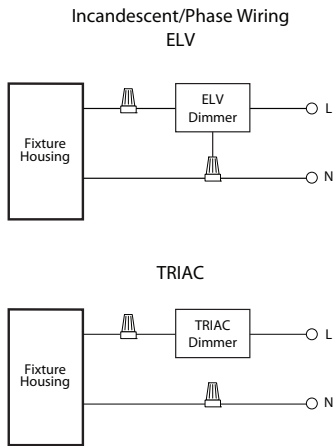 Incandescent/Phase Wiring
ELV
Fixture
Housing
ELV
Dimmer
L
N
TRIAC
Fixture
Housing
TRIAC
Dimmer
L
N